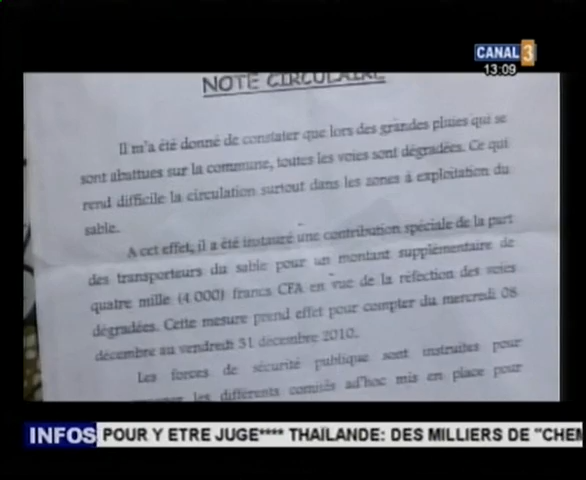 CANAL 3
13:09
NOTE CIRCULAIRE
Il m'a été donné de constater que lors des grandes pluies qui se
sont abattues sur la commune, toutes les voies sont dégradées. Ce qui
rend difficile la circulation surtout dans les zones à exploitation du
sable.
A cet effet, il a été instauré une contribution spéciale de la part
des transporteurs du sable pour un montant supplémentaire de
quatre mille (4 000) francs CFA en vue de la réfection des voies
dégradées. Cette mesure prend effet pour compter du mercredi 08
décembre au vendredi 31 décembre 2010.
Les forces de sécurité publique sont instruites pour
les différents comités ad'hoc mis en place pour
INFOS POUR Y ETRE JUGE**** THAÏLANDE: DES MILLIERS DE "CHEM